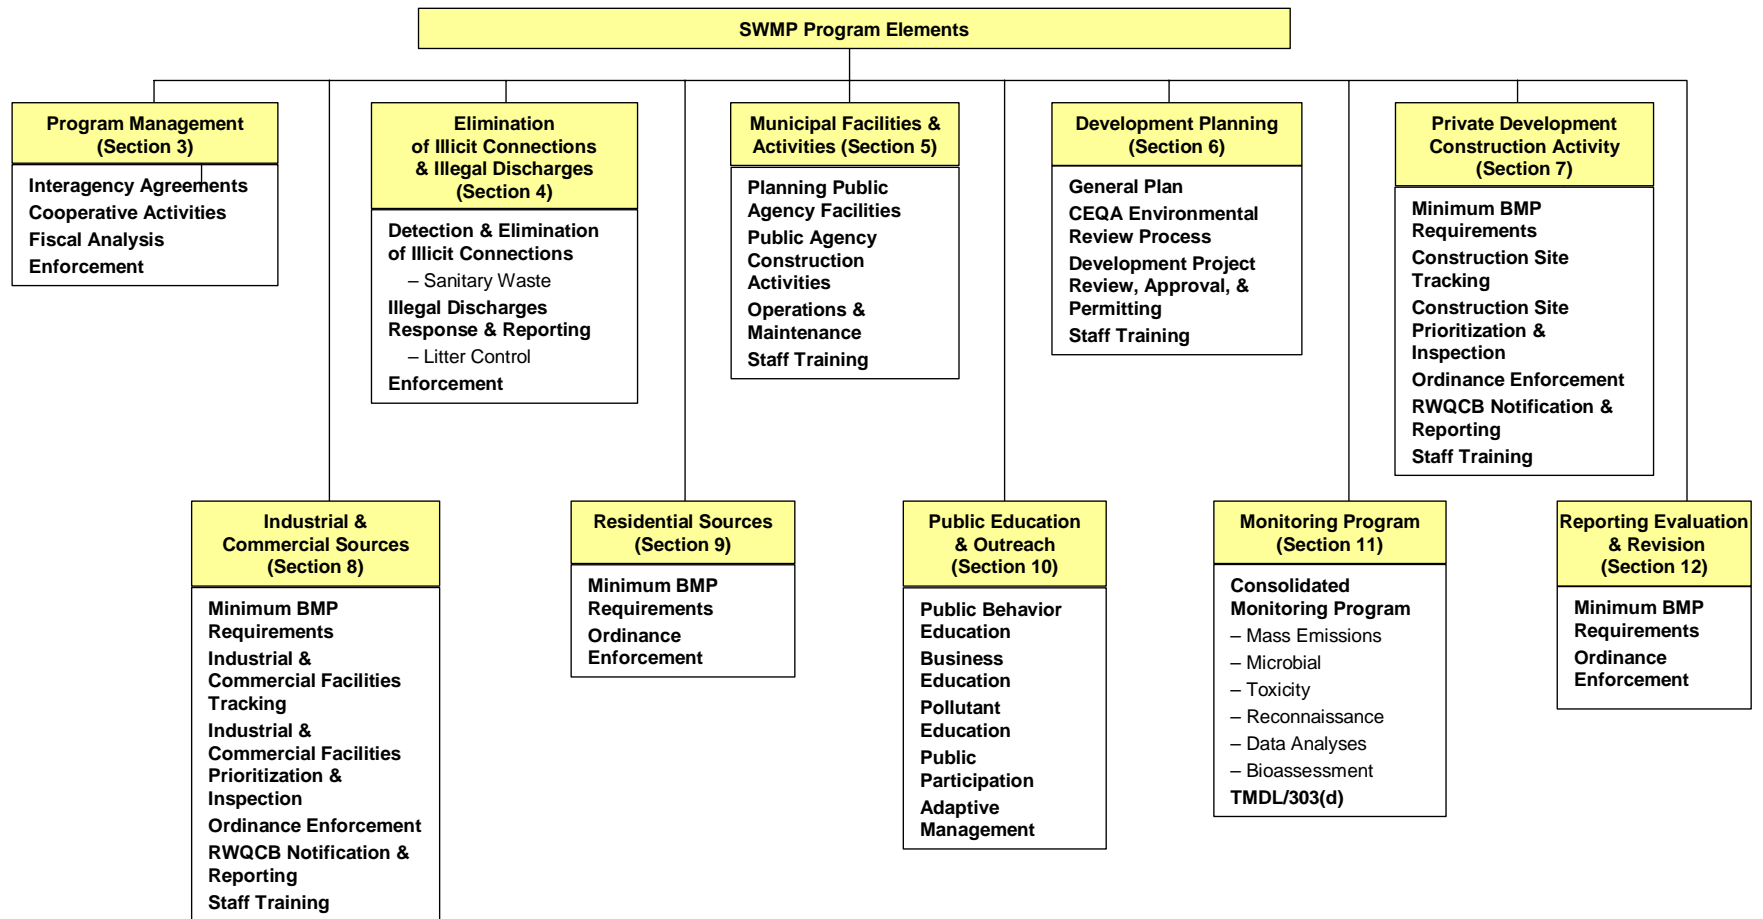 SWMP Program Elements
Program Management
(Section 3)
Interagency Agreements
Cooperative Activities
Fiscal Analysis
Enforcement
Elimination
of Illicit Connections
& Illegal Discharges
(Section 4)
Detection & Elimination
of Illicit Connections
– Sanitary Waste
Illegal Discharges
Response & Reporting
– Litter Control
Enforcement
Municipal Facilities &
Activities (Section 5)
Planning Public
Agency Facilities
Public Agency
Construction
Activities
Operations &
Maintenance
Staff Training
Development Planning
(Section 6)
General Plan
CEQA Environmental
Review Process
Development Project
Review, Approval, &
Permitting
Staff Training
Private Development
Construction Activity
(Section 7)
Minimum BMP
Requirements
Construction Site
Tracking
Construction Site
Prioritization &
Inspection
Ordinance Enforcement
RWQCB Notification &
Reporting
Staff Training
Industrial &
Commercial Sources
(Section 8)
Minimum BMP
Requirements
Industrial &
Commercial Facilities
Tracking
Industrial &
Commercial Facilities
Prioritization &
Inspection
Ordinance Enforcement
RWQCB Notification &
Reporting
Staff Training
Residential Sources
(Section 9)
Minimum BMP
Requirements
Ordinance
Enforcement
Public Education
& Outreach
(Section 10)
Public Behavior
Education
Business
Education
Pollutant
Education
Public
Participation
Adaptive
Management
Monitoring Program
(Section 11)
Consolidated
Monitoring Program
– Mass Emissions
– Microbial
– Toxicity
– Reconnaissance
– Data Analyses
– Bioassessment
TMDL/303(d)
Reporting Evaluation
& Revision
(Section 12)
Minimum BMP
Requirements
Ordinance
Enforcement